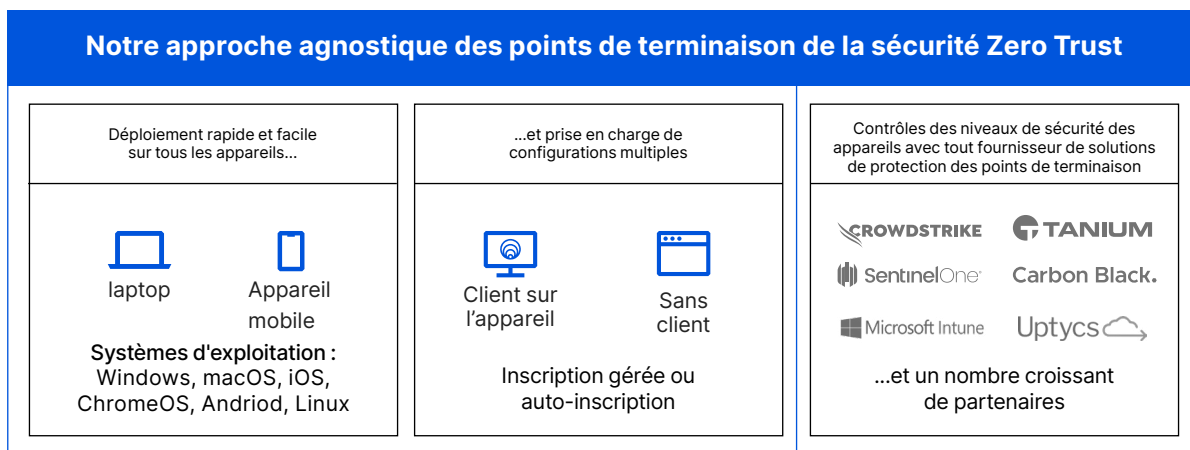 Notre approche agnostique des points de terminaison de la sécurité Zero Trust
Déploiement rapide et facile
sur tous les appareils...
laptop
Appareil
mobile
Systèmes d'exploitation :
Windows, macOS, iOS,
ChromeOS, Andriod, Linux
...et prise en charge de
configurations multiples
Client sur
l'appareil
Sans
client
Inscription gérée ou
auto-inscription
Contrôles des niveaux de sécurité des
appareils avec tout fournisseur de solutions
de protection des points de terminaison
CROWDSTRIKE
TANIUM
SentinelOne
Carbon Black.
Microsoft Intune
Uptycs
...et un nombre croissant
de partenaires